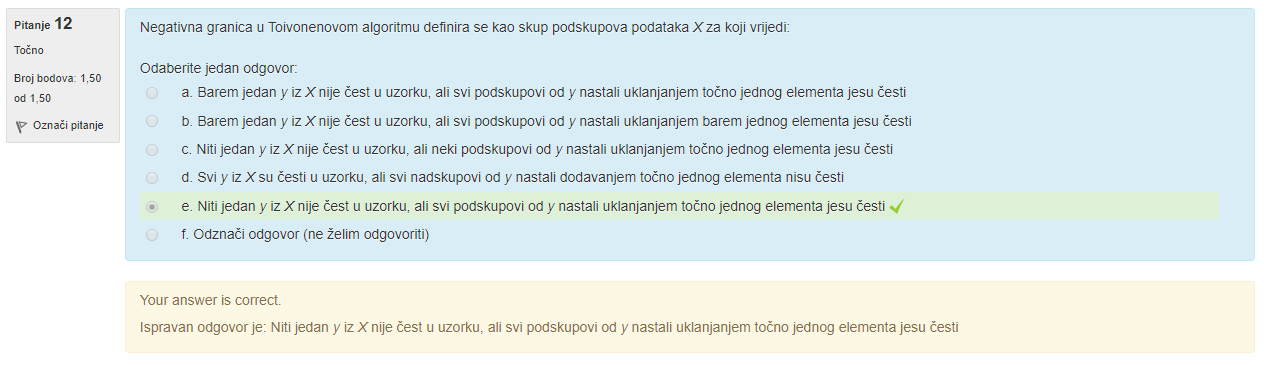 Pitanje 12
Točno
Broj bodova: 1,50
od 1,50
Označi pitanje
Negativna granica u Toivonenovom algoritmu definira se kao skup podskupova podataka X za koji vrijedi:
Odaberite jedan odgovor:
a. Barem jedan y iz X nije čest u uzorku, ali svi podskupovi od y nastali uklanjanjem točno jednog elementa jesu česti
b. Barem jedan y iz X nije čest u uzorku, ali svi podskupovi od y nastali uklanjanjem barem jednog elementa jesu česti
c. Niti jedan y iz X nije čest u uzorku, ali neki podskupovi od y nastali uklanjanjem točno jednog elementa jesu česti
d. Svi y iz X su česti u uzorku, ali svi nadskupovi od y nastali dodavanjem točno jednog elementa nisu česti
e. Niti jedan y iz X nije čest u uzorku, ali svi podskupovi od y nastali uklanjanjem točno jednog elementa jesu česti
f. Odznači odgovor (ne želim odgovoriti)
Your answer is correct.
Ispravan odgovor je: Niti jedan y iz X nije čest u uzorku, ali svi podskupovi od y nastali uklanjanjem točno jednog elementa jesu česti